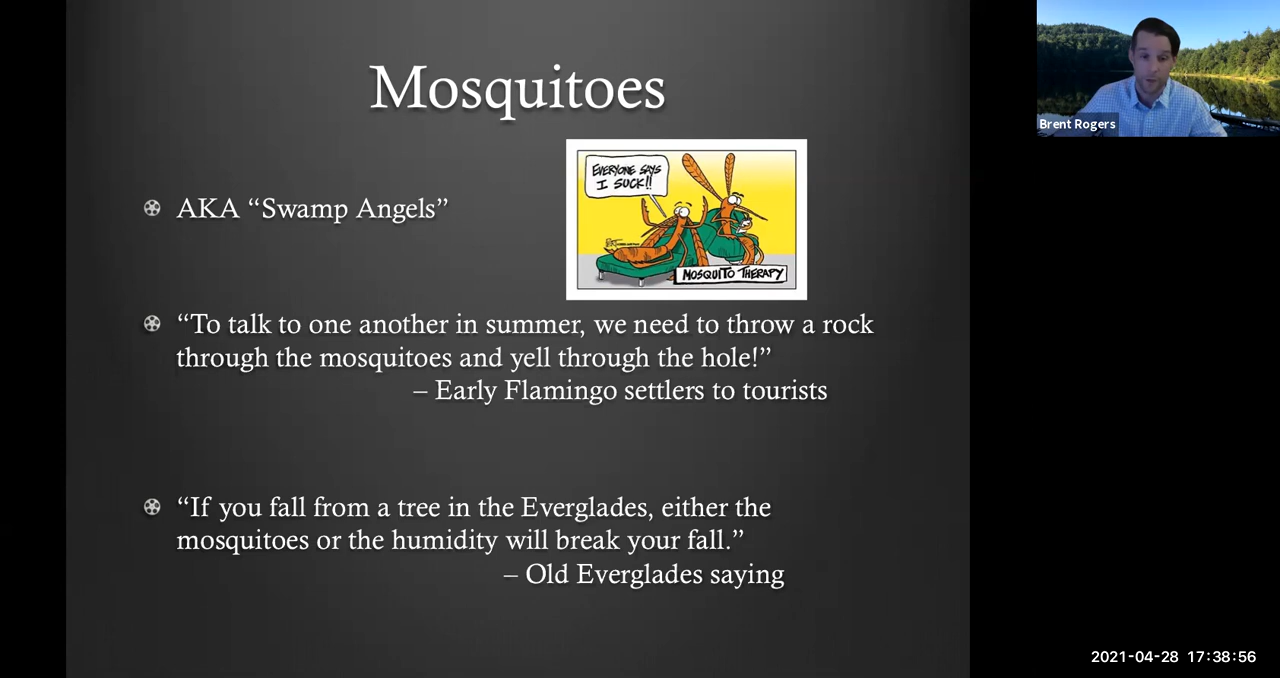 Mosquitoes
EVERYONE SAYS
I SUCK!!
MOSQUITO THERAPY
AKA “Swamp Angels”
“To talk to one another in summer, we need to throw a rock
through the mosquitoes and yell through the hole!”
– Early Flamingo settlers to tourists
“If you fall from a tree in the Everglades, either the
mosquitoes or the humidity will break your fall.”
– Old Everglades saying
Brent Rogers
2021-04-28 17:38:56